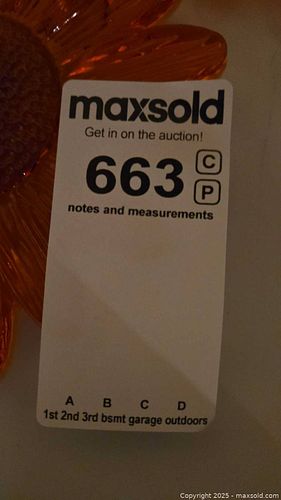 maxsold
Get in on the auction!
663 C
P
notes and measurements
A B C D
1st 2nd 3rd bsmt garage outdoors
Copyright 2025 - maxsold.com